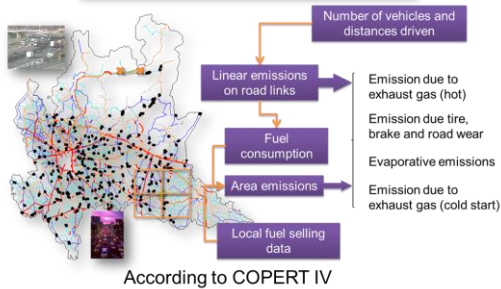 Number of vehicles and
distances driven
Linear emissions
on road links
Emission due to
exhaust gas (hot)
Emission due tire,
brake and road wear
Fuel
consumption
Evaporative emissions
Area emissions
Emission due to
exhaust gas (cold start)
Local fuel selling
data
According to COPERT IV